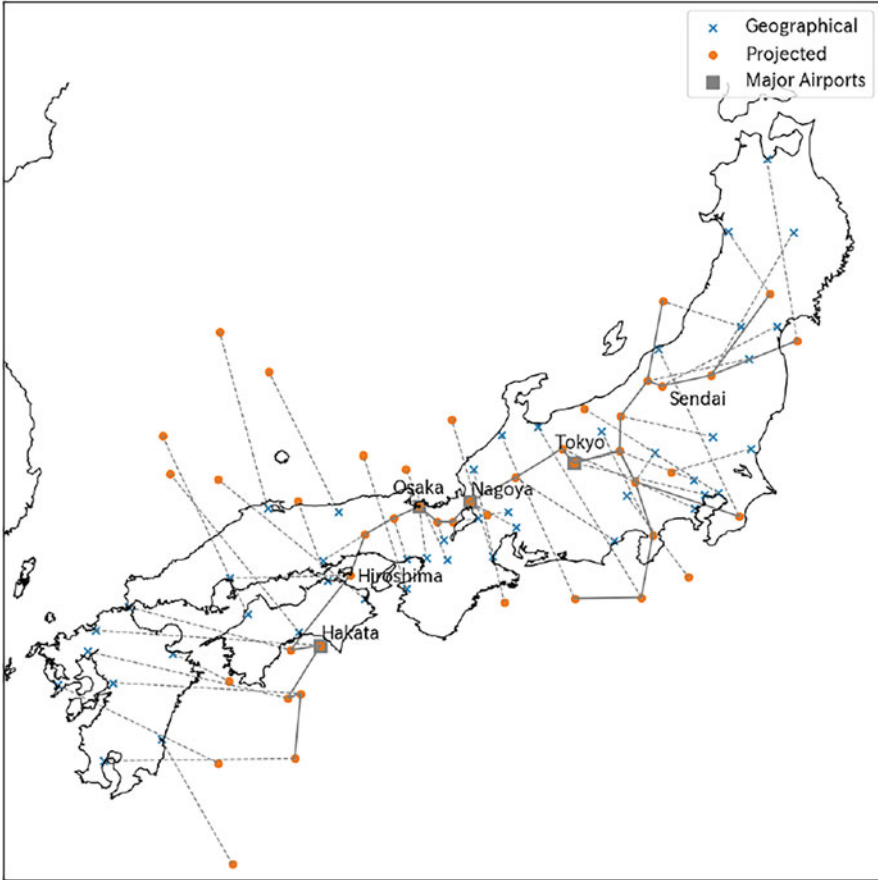 Geographical
Projected
Major Airports
Sendai
Tokyo
Osaka
Nagoya
Hiroshima
Hakata